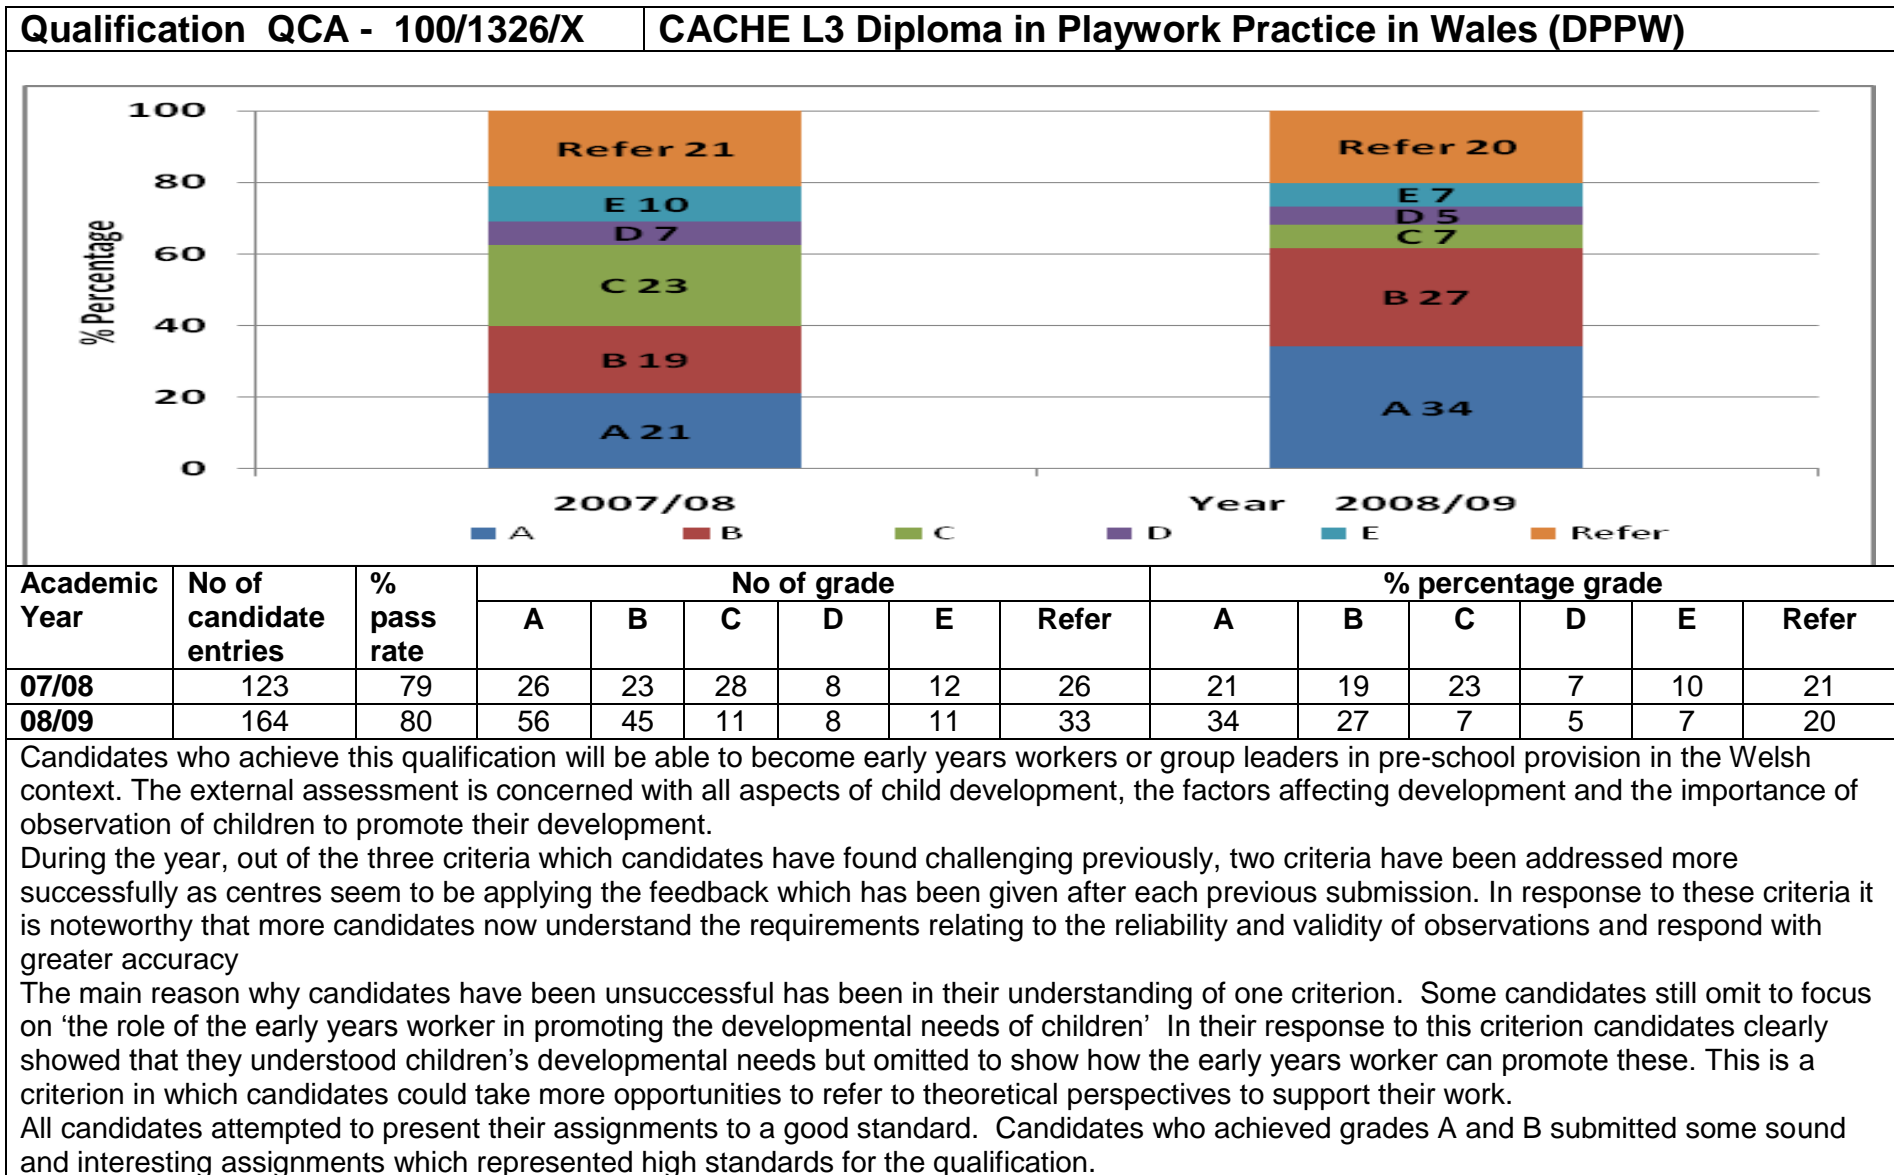 Qualification QCA - 100/1326/X CACHE L3 Diploma in Playwork Practice in Wales (DPPW)
100
80
60
40
20
0
% Percentage
Refer 21
E 10
D 7
C 23
B 19
A 21
Refer 20
E 7
D 5
C 7
B 27
A 34
2007/08 Year 2008/09
A B C D E Refer
Academic Year No of candidate entries % pass rate No of grade % percentage grade
A B C D E Refer A B C D E Refer
07/08 123 79 26 23 28 8 12 26 21 19 23 7 10 21
08/09 164 80 56 45 11 8 11 33 34 27 7 5 7 20
Candidates who achieve this qualification will be able to become early years workers or group leaders in pre-school provision in the Welsh
context. The external assessment is concerned with all aspects of child development, the factors affecting development and the importance of
observation of children to promote their development.
During the year, out of the three criteria which candidates have found challenging previously, two criteria have been addressed more
successfully as centres seem to be applying the feedback which has been given after each previous submission. In response to these criteria it
is noteworthy that more candidates now understand the requirements relating to the reliability and validity of observations and respond with
greater accuracy
The main reason why candidates have been unsuccessful has been in their understanding of one criterion. Some candidates still omit to focus
on ‘the role of the early years worker in promoting the developmental needs of children’ In their response to this criterion candidates clearly
showed that they understood children’s developmental needs but omitted to show how the early years worker can promote these. This is a
criterion in which candidates could take more opportunities to refer to theoretical perspectives to support their work.
All candidates attempted to present their assignments to a good standard. Candidates who achieved grades A and B submitted some sound
and interesting assignments which represented high standards for the qualification.